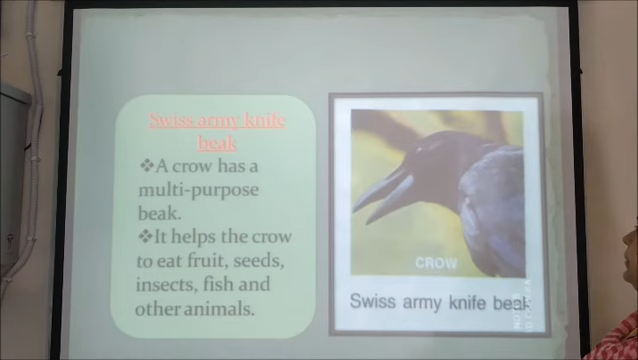 Swiss army knife
beak
❖A crow has a
multi-purpose
beak.
❖It helps the crow
to eat fruit, seeds,
insects, fish and
other animals.
CROW
Swiss army knife beak